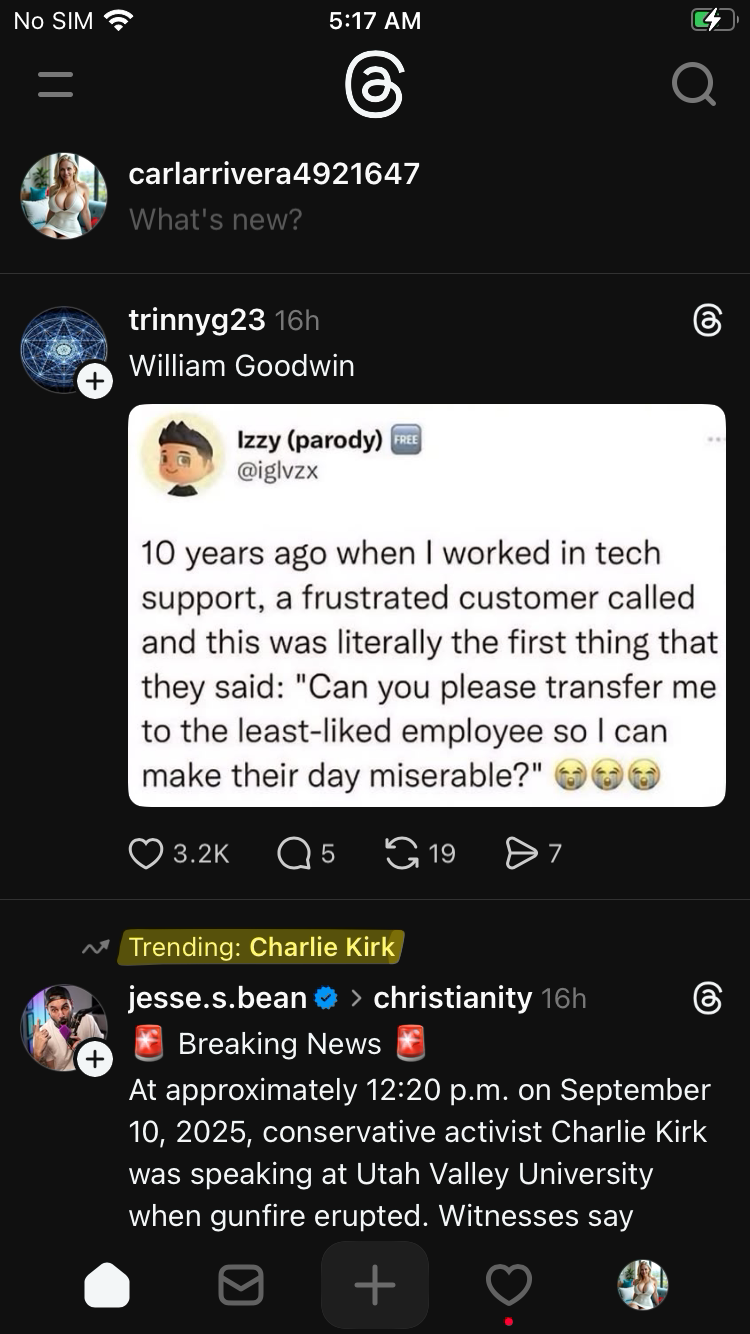 No SIM 5:17 AM
carlarrivera4921647
What's new?
trinnyg23 16h
William Goodwin
Izzy (parody) FREE
@iglvzx
10 years ago when I worked in tech
support, a frustrated customer called
and this was literally the first thing that
they said: "Can you please transfer me
to the least-liked employee so I can
make their day miserable?" 😭😭😭
3.2K 5 19 7
Trending: Charlie Kirk
jesse.s.bean > christianity 16h
🚨 Breaking News 🚨
At approximately 12:20 p.m. on September
10, 2025, conservative activist Charlie Kirk
was speaking at Utah Valley University
when gunfire erupted. Witnesses say